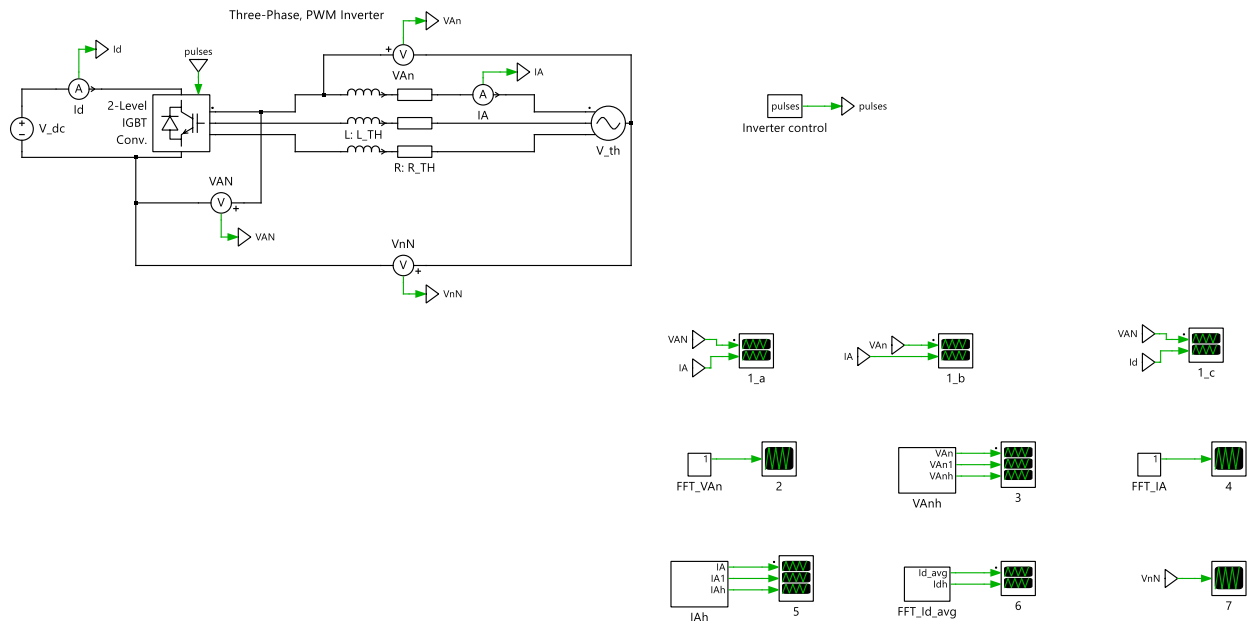 Three-Phase, PWM Inverter
VAn
Id
pulses
+
V
VAn
IA
A
Id
2-Level
IGBT
Conv.
V_dc
A
IA
L: L_TH
R: R_TH
V_th
pulses
pulses
Inverter control
VAN
V
+
VAN
VnN
V
+
VnN
VAN
IA
1_a
VAn
IA
1_b
VAN
Id
1_c
1
FFT_VAn
2
VAn
VAn1
VAnh
VAnh
3
1
FFT_IA
4
IA
IA1
IAh
IAh
5
Id_avg
Idh
FFT_Id_avg
6
VnN
7